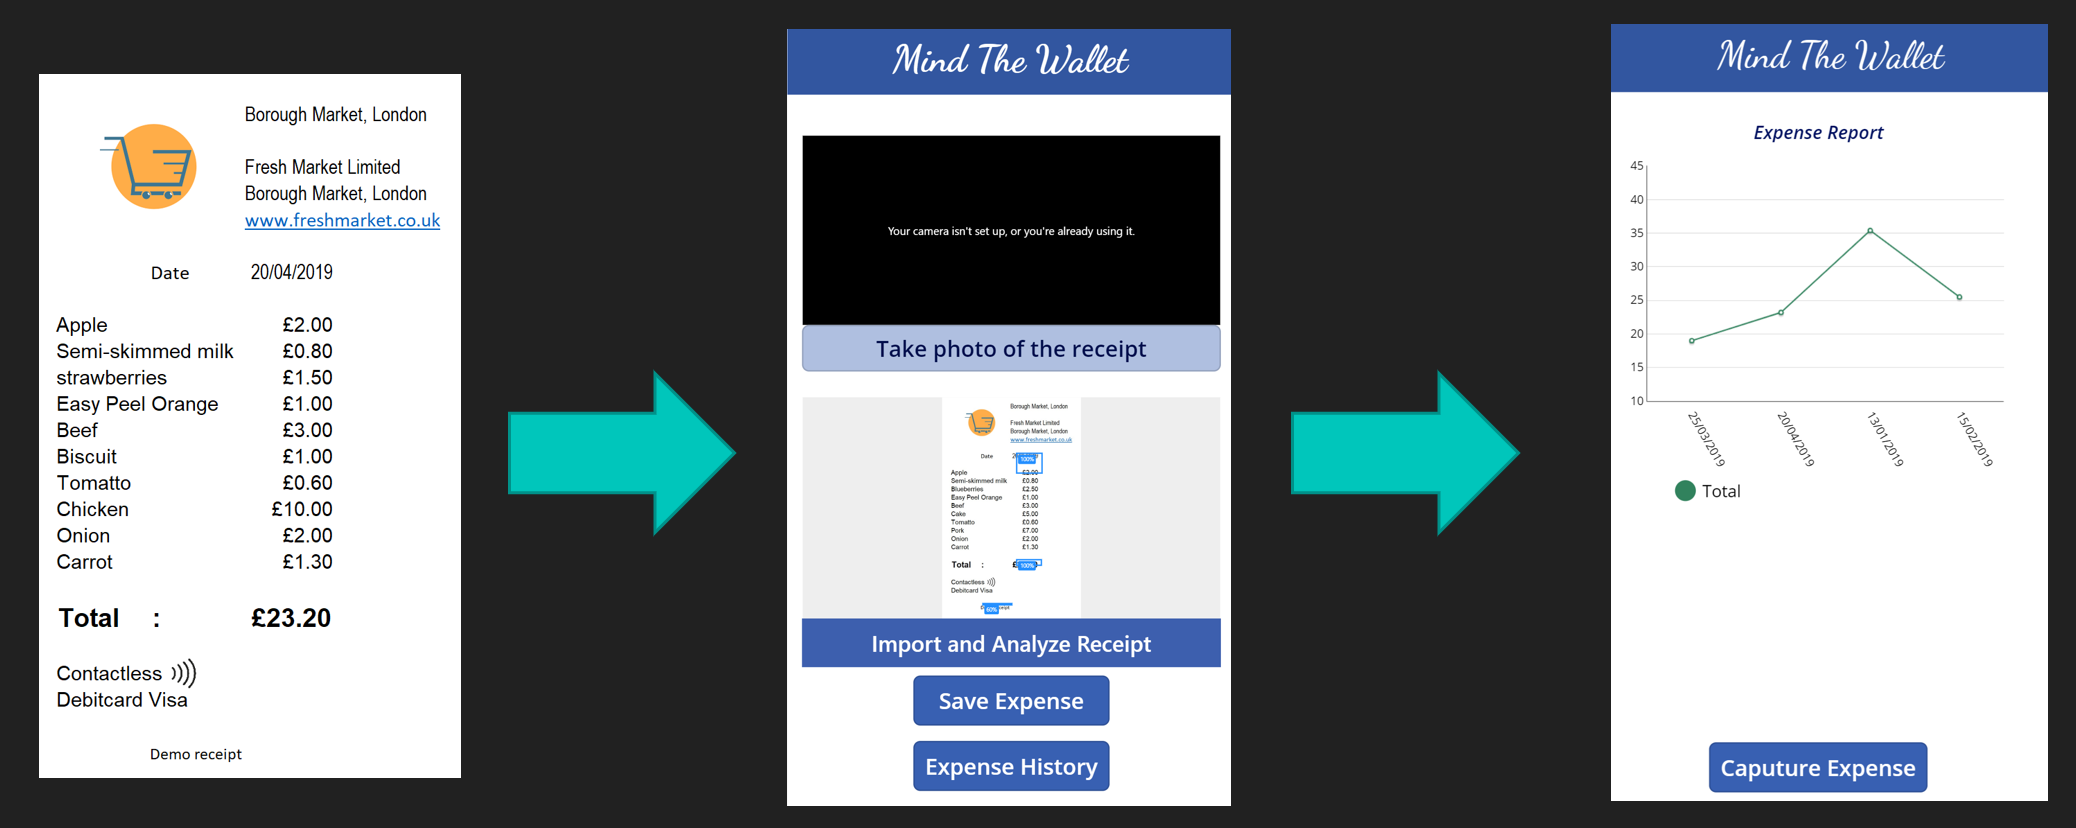 Borough Market, London
Fresh Market Limited
Borough Market, London
www.freshmarket.co.uk
Date 20/04/2019
Apple £2.00
Semi-skimmed milk £0.80
strawberries £1.50
Easy Peel Orange £1.00
Beef £3.00
Biscuit £1.00
Tomatto £0.60
Chicken £10.00
Onion £2.00
Carrot £1.30
Total : £23.20
Contactless
Debitcard Visa
Demo receipt
Mind The Wallet
Your camera isn't set up, or you're already using it.
Take photo of the receipt
Borough Market, London
Fresh Market Limited
Borough Market, London
www.freshmarket.co.uk
Date
100%
Apple £2.00
Semi-skimmed milk £0.80
Blueberries £2.50
Easy Peel Orange £1.00
Beef £3.00
Cake £5.00
Tomatto £0.60
Pork £7.00
Onion £2.00
Carrot £1.30
Total : £
100%
Contactless
Debitcard Visa
60%
Import and Analyze Receipt
Save Expense
Expense History
Mind The Wallet
Expense Report
45
40
35
30
25
20
15
10
25/03/2019
20/04/2019
13/01/2019
15/02/2019
Total
Caputure Expense